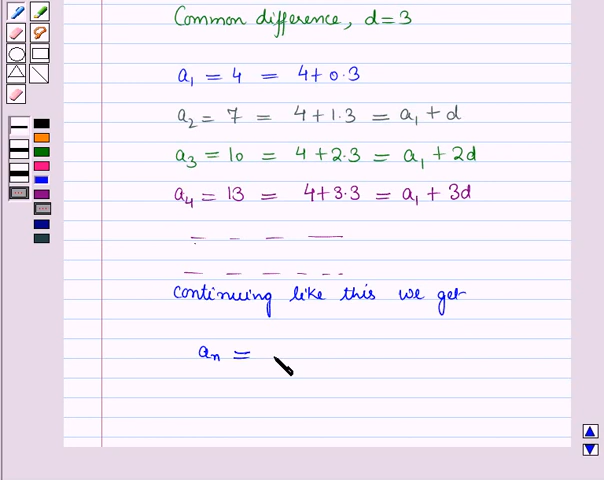 Common difference, d=3
a₁ = 4 = 4+0·3
a₂ = 7 = 4+1·3 = a₁+d
a₃ = 10 = 4+2·3 = a₁+2d
a₄ = 13 = 4+3·3 = a₁+3d
continuing like this we get
aₙ =